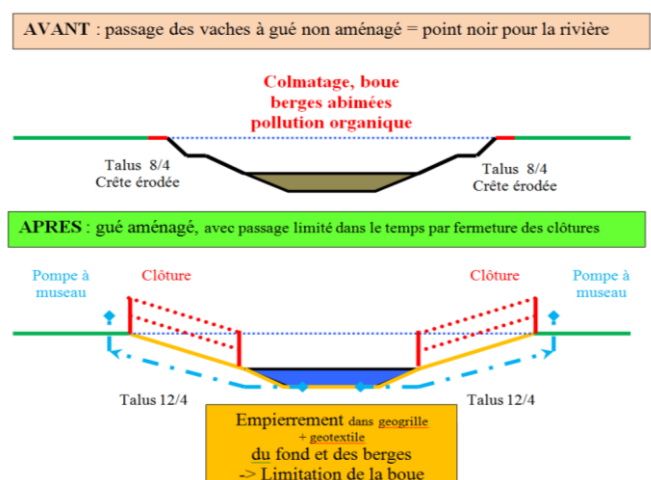 AVANT : passage des vaches à gué non aménagé = point noir pour la rivière
Colmatage, boue
berges abimées
pollution organique
Talus 8/4
Crête érodée
Talus 8/4
Crête érodée
APRES : gué aménagé, avec passage limité dans le temps par fermeture des clôtures
Pompe à
museau
Clôture
Clôture
Pompe à
museau
Talus 12/4
Talus 12/4
Empierrement dans geogrille
+ geotextile
du fond et des berges
-> Limitation de la boue